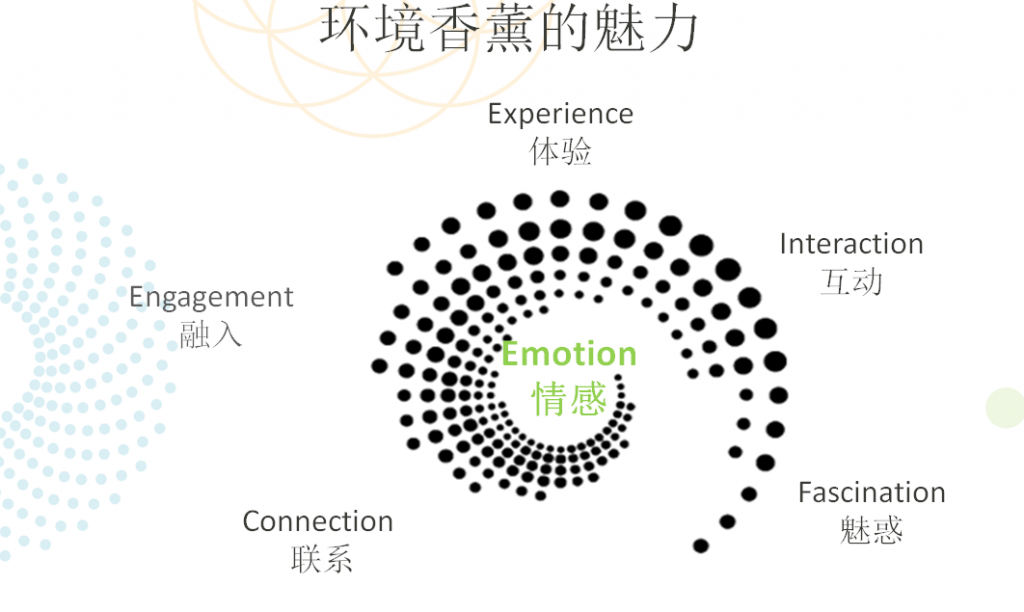 环境香薰的魅力
Experience
体验
Interaction
互动
Engagement
融入
Emotion
情感
Fascination
魅惑
Connection
联系